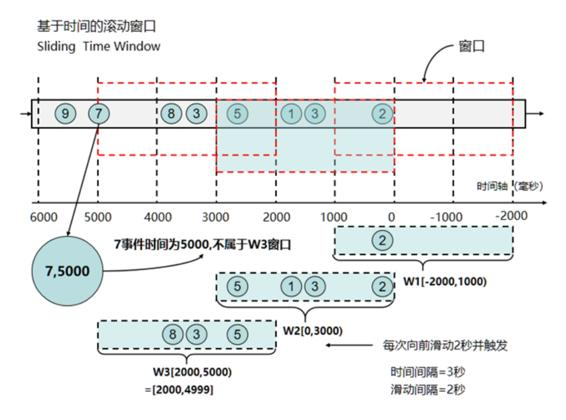 基于时间的滚动窗口
Sliding Time Window
窗口
9 7 8 3 5 1 3 2
时间轴（毫秒）
6000 5000 4000 3000 2000 1000 0 -1000 -2000
7事件时间为5000,不属于W3窗口
2
7,5000
W1[-2000,1000)
5 1 3 2
W2[0,3000)
8 3 5
每次向前滑动2秒并触发
W3[2000,5000)
时间间隔=3秒
=[2000,4999]
滑动间隔=2秒